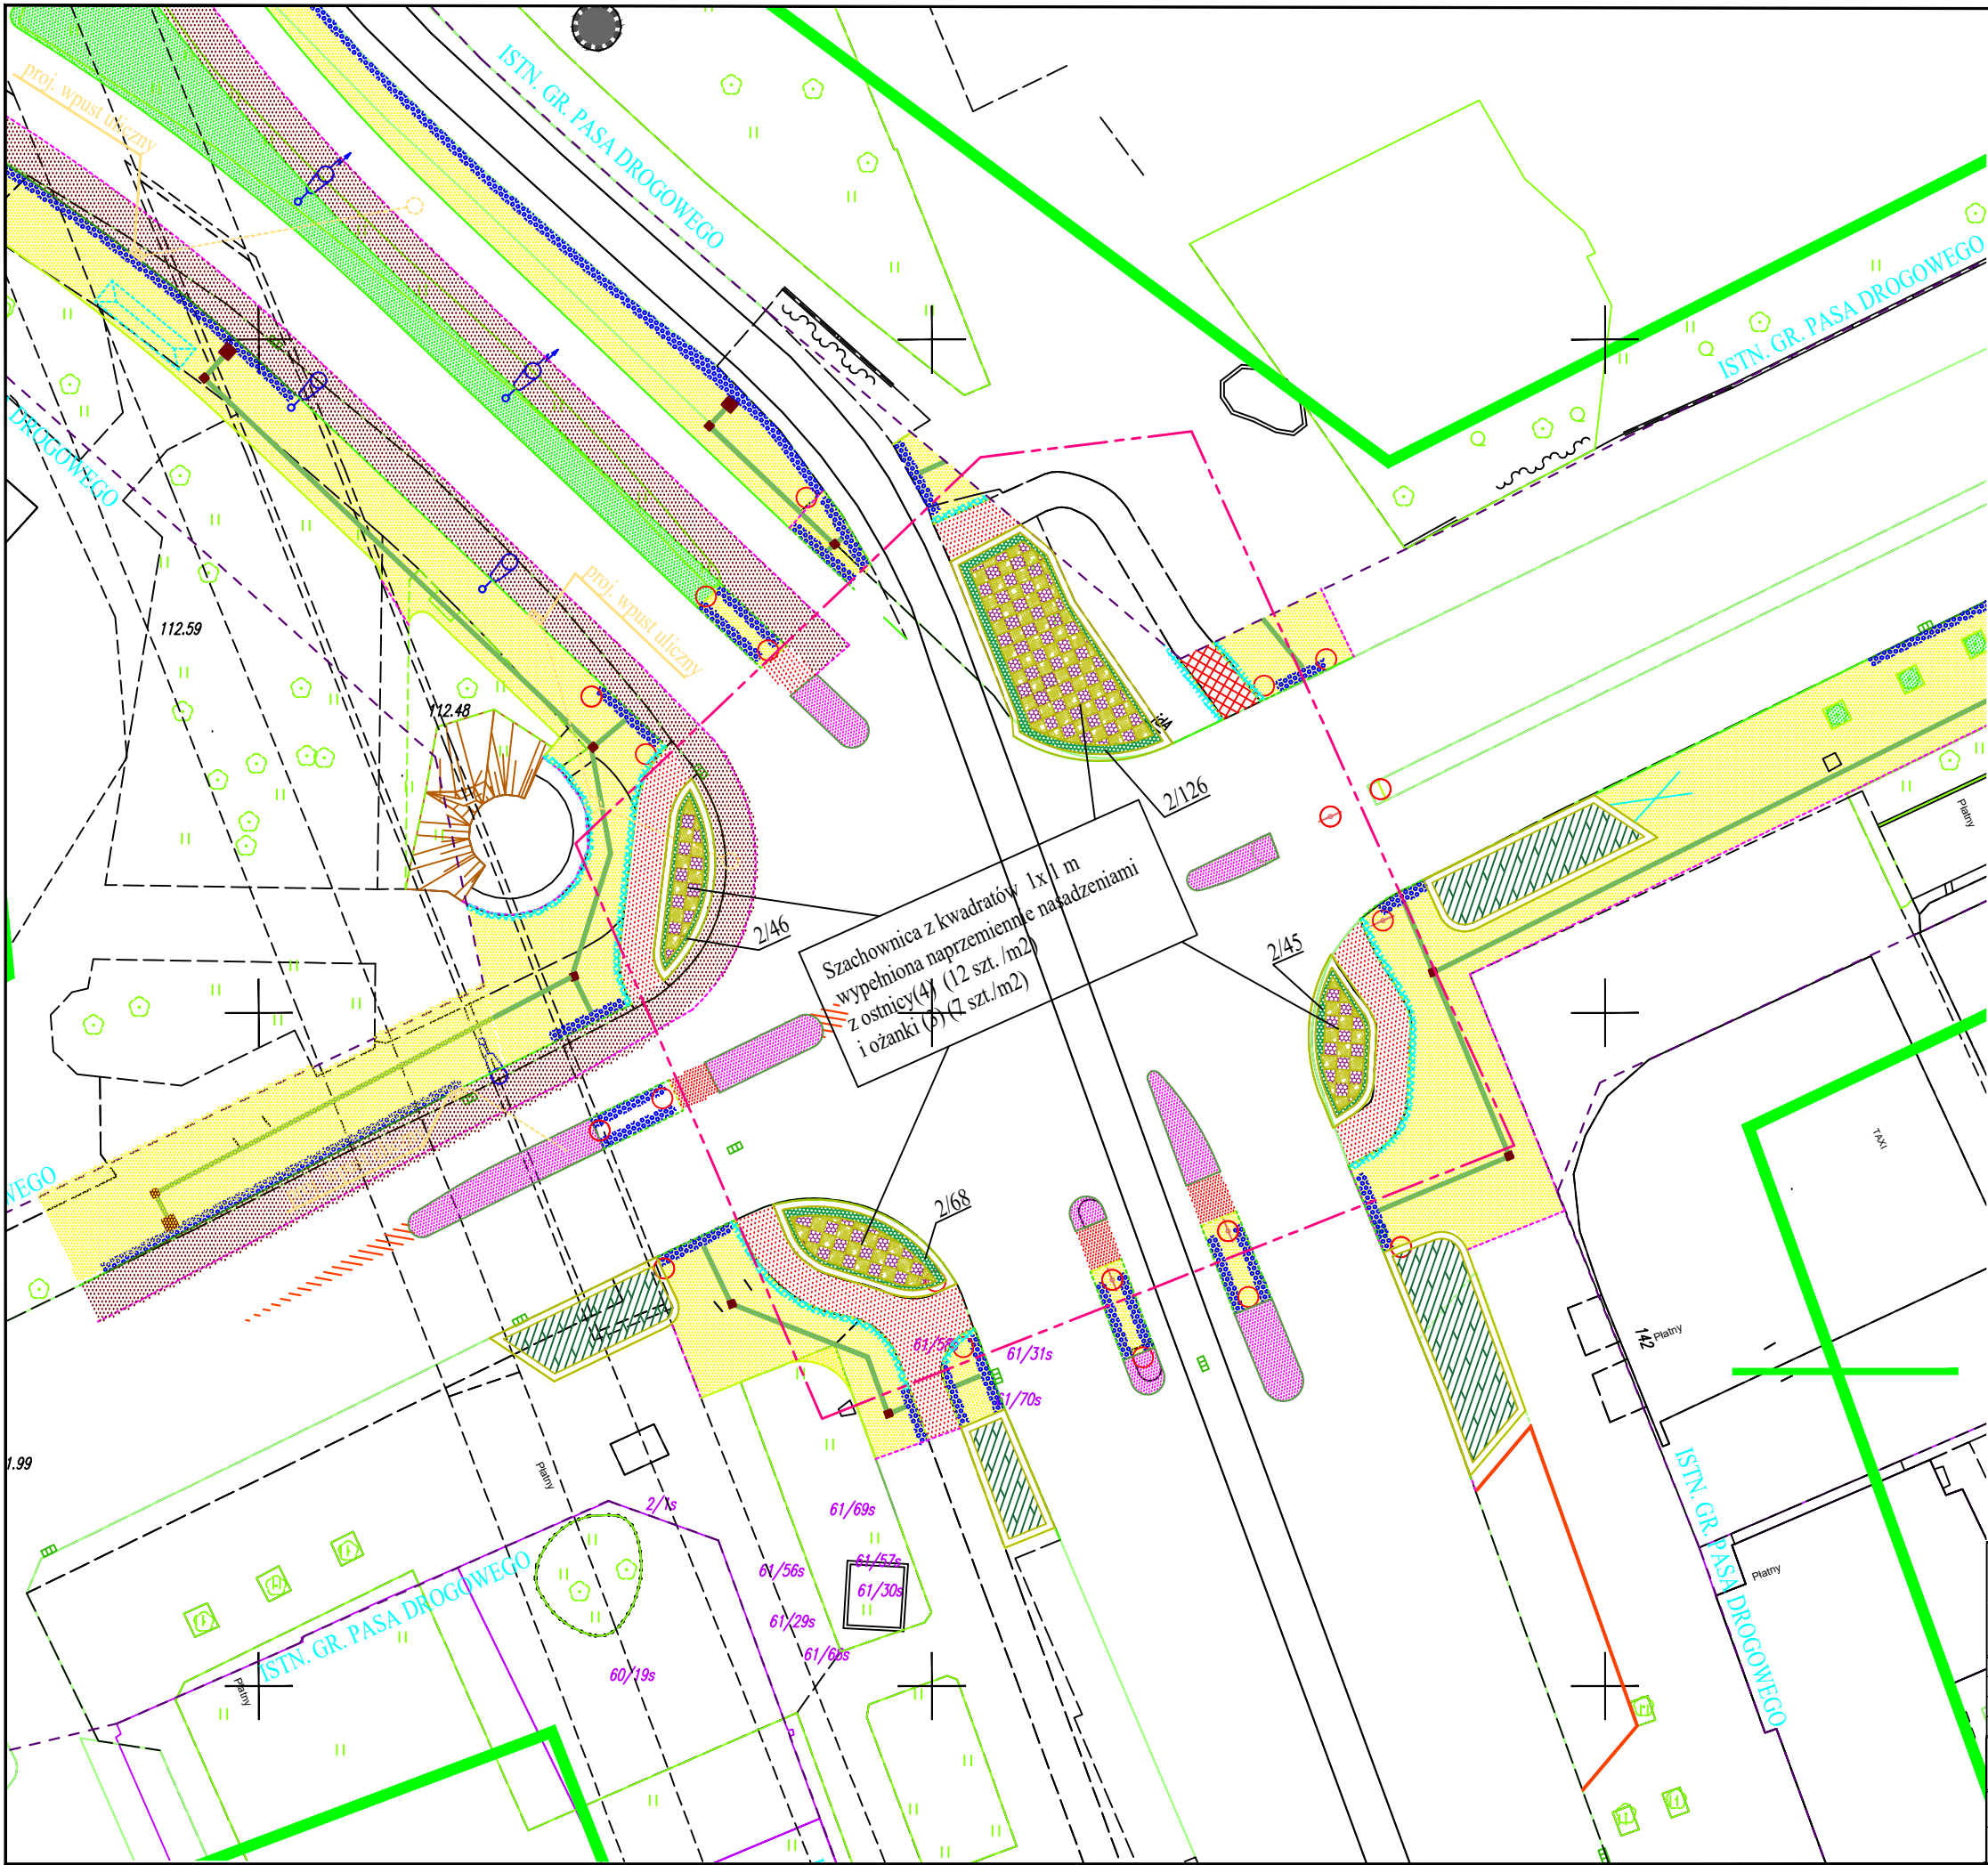 proj. wpust uliczny
ISTN. GR. PASA DROGOWEGO
ISTN. GR. PASA DROGOWEGO
DROGOWEGO
112.59
proj. wpust uliczny
112.48
2/126
Płatny
2/46
Szachownica z kwadratów 1x1 m
wypełniona naprzemiennie nasadzeniami
z ostnicy(4) (12 szt. /m2)
i ożanki (3) (7 szt./m2)
2/45
TAXI
WEGO
2/68
61/31s
61/70s
142
Płatny
1.99
Płatny
2/1s
61/69s
ISTN. GR. PASA DROGOWEGO
61/57s
61/56s
61/30s
Płatny
61/29s
ISTN. GR. PASA DROGOWEGO
60/19s
Płatny